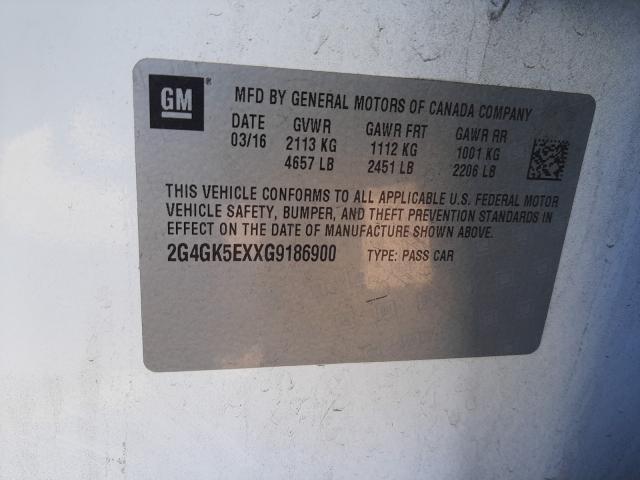 GM ®
MFD BY GENERAL MOTORS OF CANADA COMPANY
DATE GVWR GAWR FRT GAWR RR
03/16 2113 KG 1112 KG 1001 KG
4657 LB 2451 LB 2206 LB
THIS VEHICLE CONFORMS TO ALL APPLICABLE U.S. FEDERAL MOTOR
VEHICLE SAFETY, BUMPER, AND THEFT PREVENTION STANDARDS IN
EFFECT ON THE DATE OF MANUFACTURE SHOWN ABOVE.
2G4GK5EXXG9186900 TYPE: PASS CAR